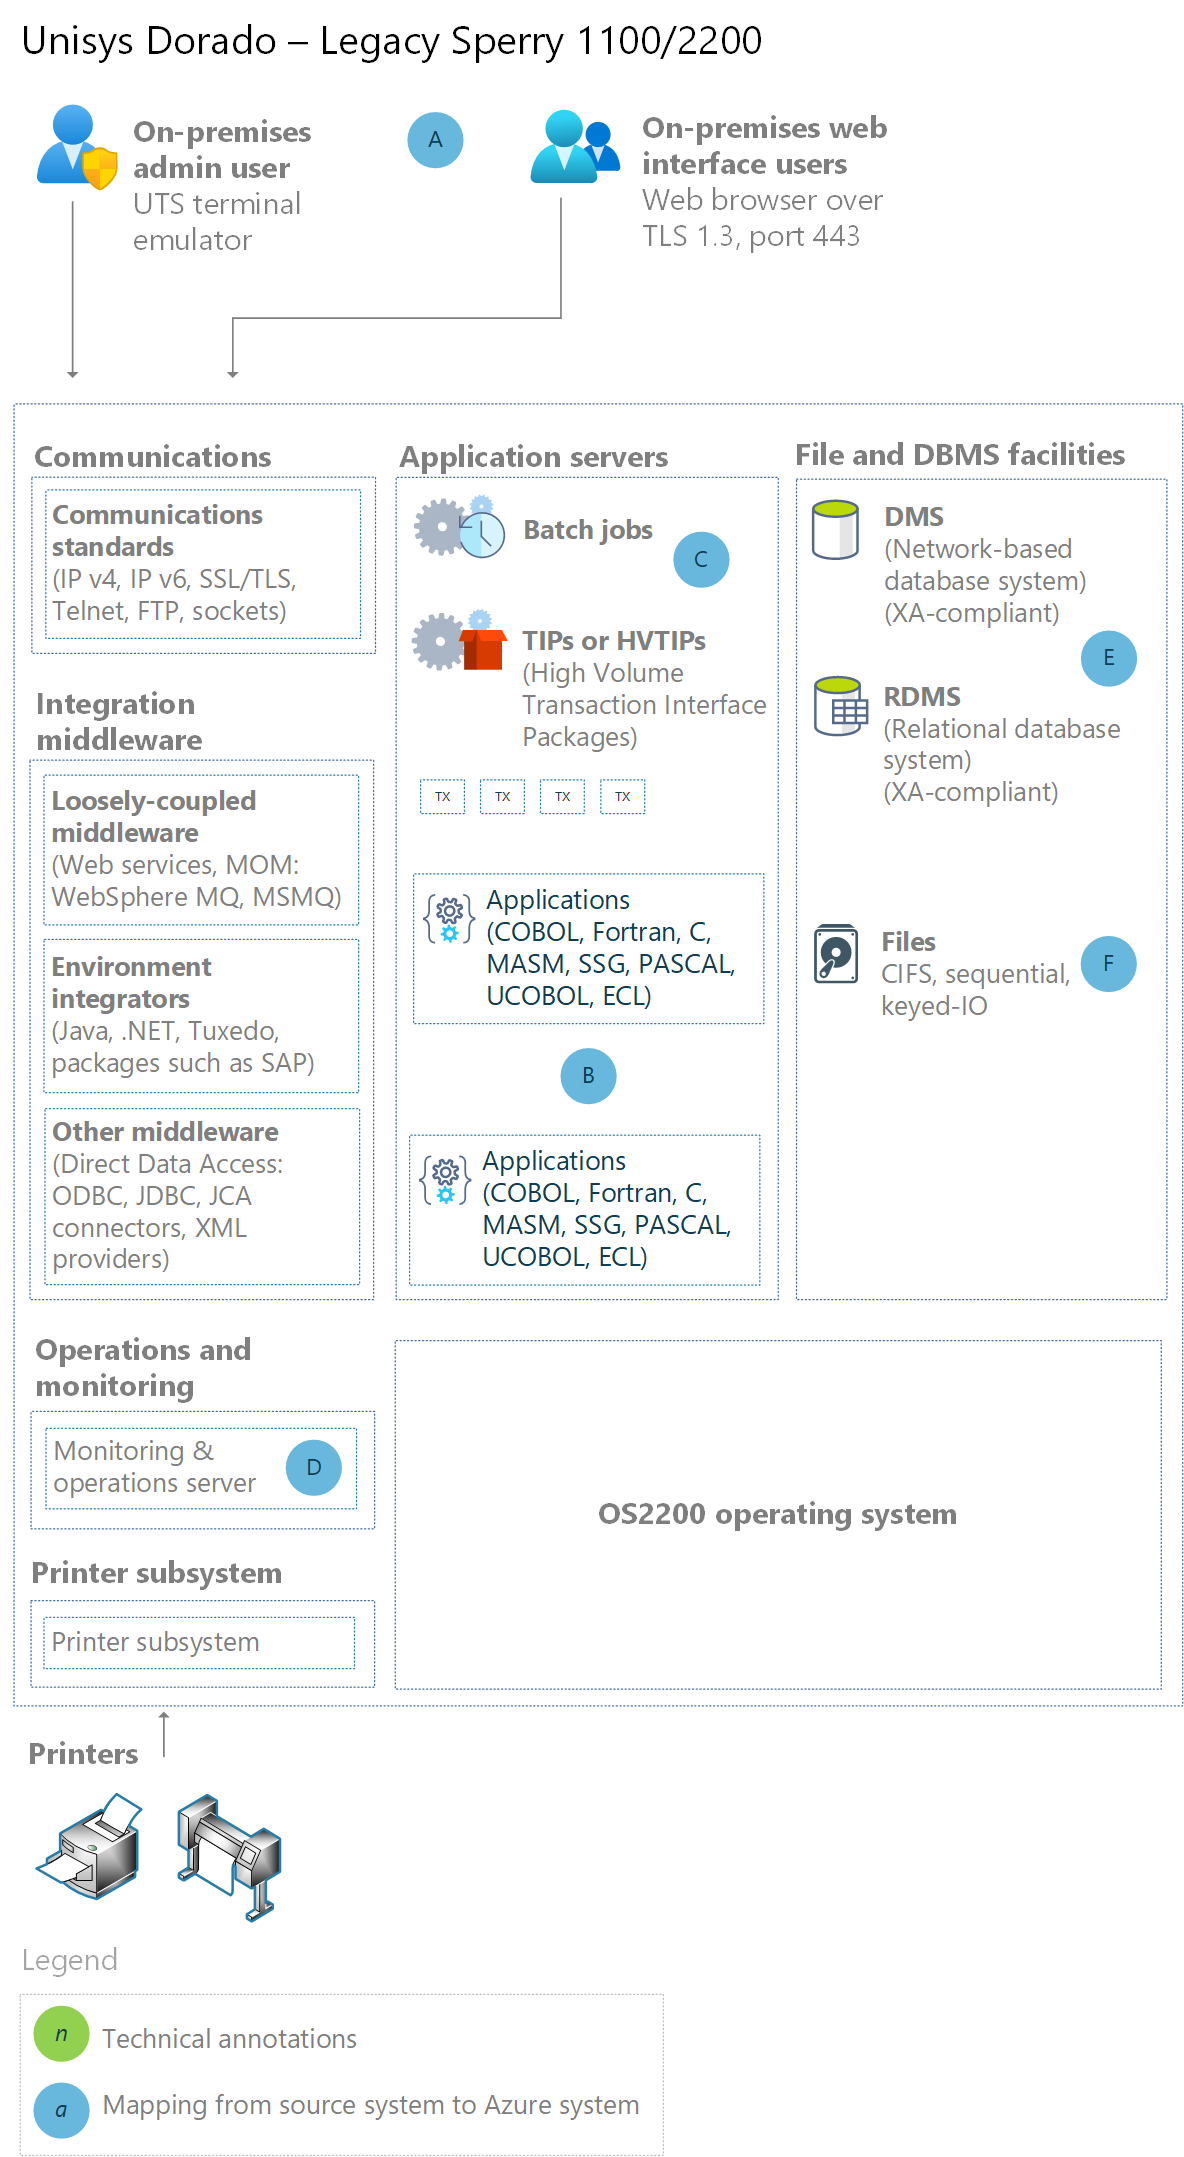 Unisys Dorado – Legacy Sperry 1100/2200
On-premises
admin user
UTS terminal
emulator
A
On-premises web
interface users
Web browser over
TLS 1.3, port 443
Communications
Communications
standards
(IP v4, IP v6, SSL/TLS,
Telnet, FTP, sockets)
Integration
middleware
Loosely-coupled
middleware
(Web services, MOM:
WebSphere MQ, MSMQ)
Environment
integrators
(Java, .NET, Tuxedo,
packages such as SAP)
Other middleware
(Direct Data Access:
ODBC, JDBC, JCA
connectors, XML
providers)
Application servers
Batch jobs
C
TIPs or HVTIPs
(High Volume
Transaction Interface
Packages)
TX TX TX TX
Applications
(COBOL, Fortran, C,
MASM, SSG, PASCAL,
UCOBOL, ECL)
B
Applications
(COBOL, Fortran, C,
MASM, SSG, PASCAL,
UCOBOL, ECL)
File and DBMS facilities
DMS
(Network-based
database system)
(XA-compliant)
E
RDMS
(Relational database
system)
(XA-compliant)
Files
CIFS, sequential,
keyed-IO
F
Operations and
monitoring
Monitoring &
operations server
D
Printer subsystem
Printer subsystem
OS2200 operating system
Printers
Legend
n Technical annotations
a Mapping from source system to Azure system